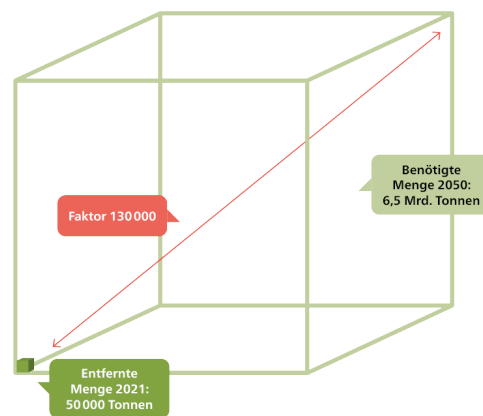 Benötigte
Menge 2050:
6,5 Mrd. Tonnen
Faktor 130 000
Entfernte
Menge 2021:
50 000 Tonnen